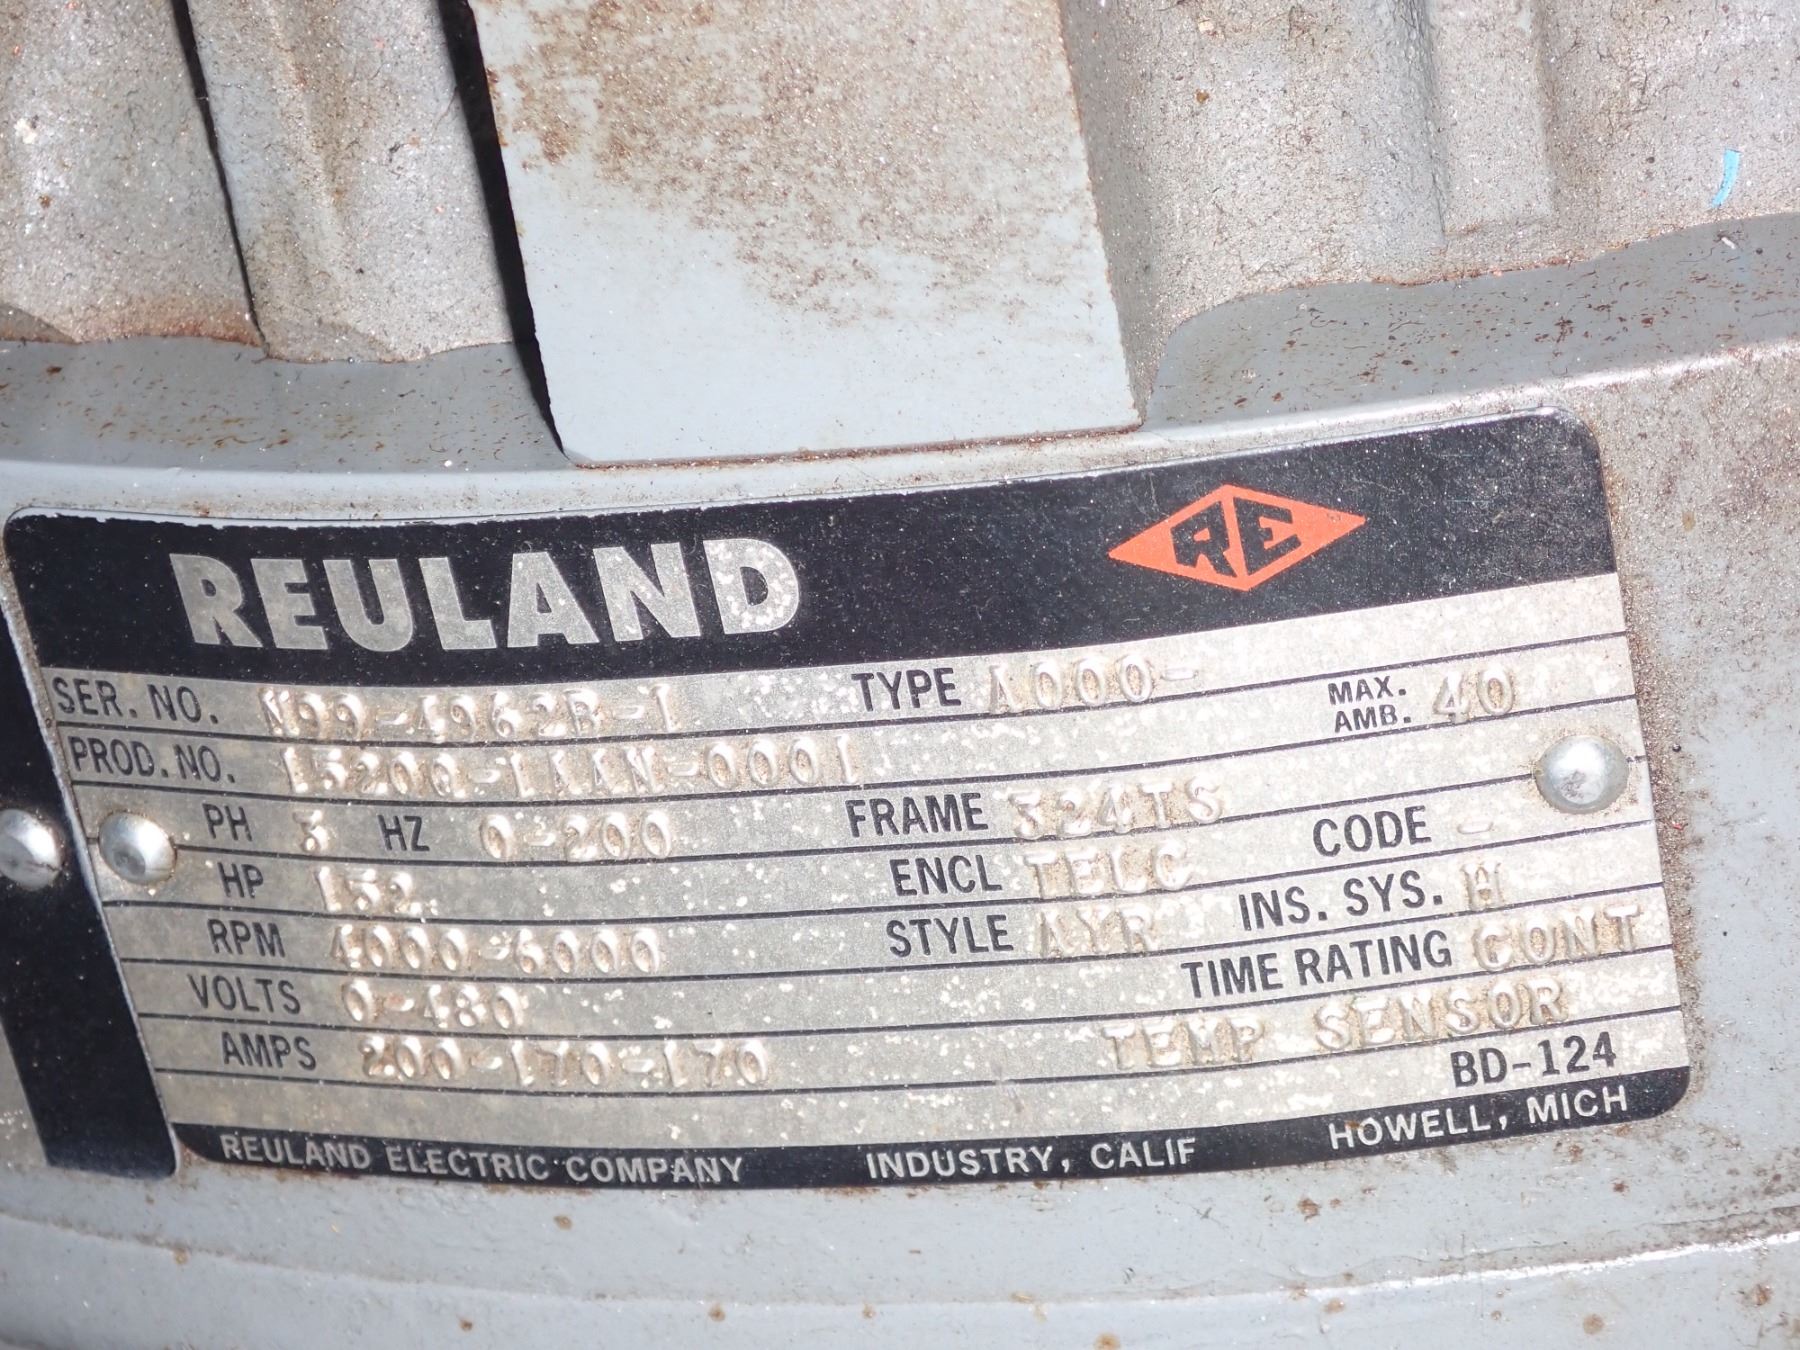 REULAND RE
SER. NO. N99-4962B-1 TYPE A000- MAX. AMB. 40
PROD. NO. 15200-1AAN-0001
PH 3 HZ 0-200 FRAME 324TS CODE -
HP 152. ENCL TELC INS. SYS. H
RPM 4000-6000 STYLE AYR TIME RATING CONT
VOLTS 0-480
AMPS 200-170-170 TEMP SENSOR
BD-124
REULAND ELECTRIC COMPANY INDUSTRY, CALIF HOWELL, MICH